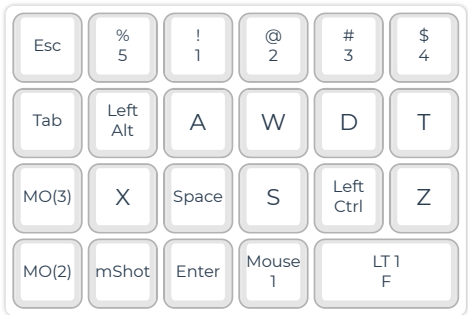 Esc % 5 ! 1 @ 2 # 3 $ 4
Tab Left Alt A W D T
MO(3) X Space S Left Ctrl Z
MO(2) mShot Enter Mouse 1 LT 1 F